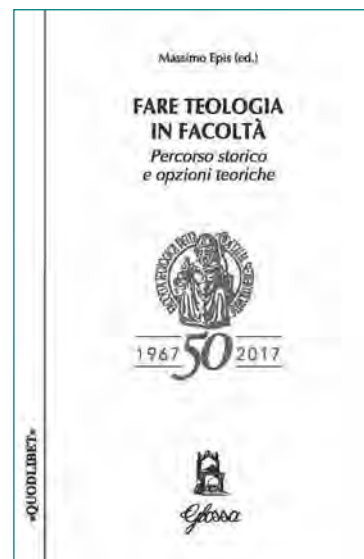 Massimo Epis (ed.)
FARE TEOLOGIA
IN FACOLTÀ
Percorso storico
e opzioni teoriche
1967 50 2017
«QUODLIBET»
Glossa